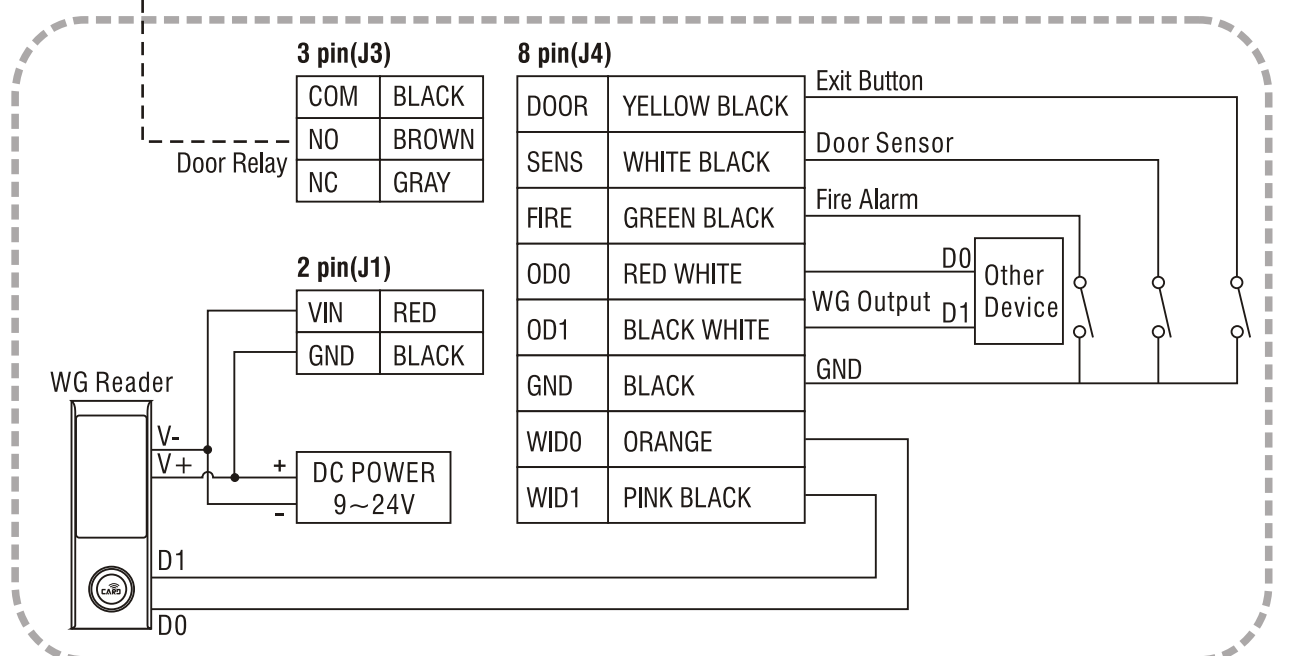 3 pin(J3)
COM BLACK
NO BROWN
NC GRAY
Door Relay
8 pin(J4)
DOOR YELLOW BLACK
SENS WHITE BLACK
FIRE GREEN BLACK
OD0 RED WHITE
OD1 BLACK WHITE
GND BLACK
WID0 ORANGE
WID1 PINK BLACK
Exit Button
Door Sensor
Fire Alarm
D0
WG Output D1
Other
Device
GND
2 pin(J1)
VIN RED
GND BLACK
WG Reader
V-
V+
+ DC POWER
- 9~24V
D1
CARD
D0